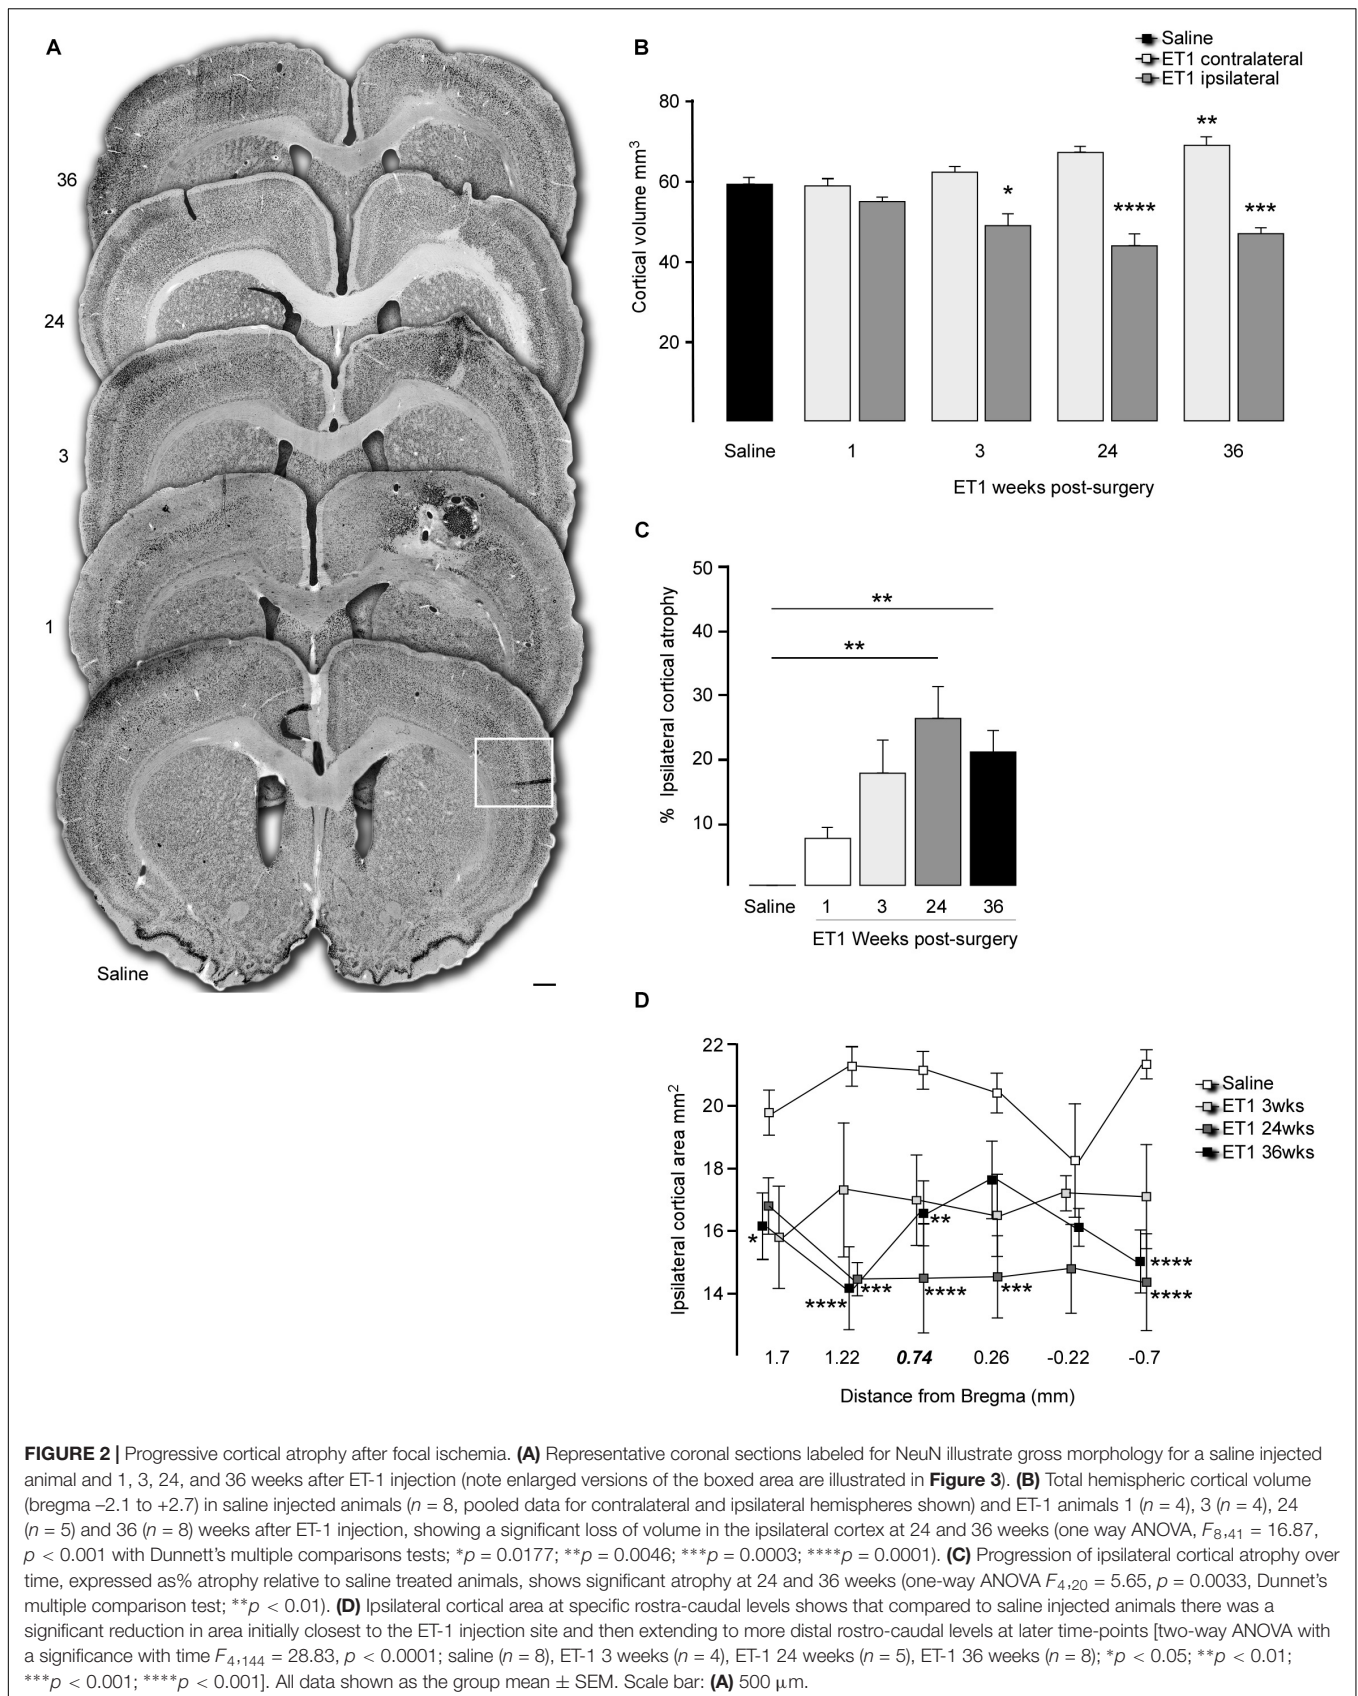 A
36
24
3
1
Saline
B
Saline
ET1 contralateral
ET1 ipsilateral
Cortical volume mm³
80
60
40
20
*
****
**
***
Saline 1 3 24 36
ET1 weeks post-surgery
C
% Ipsilateral cortical atrophy
50
40
30
20
10
**
**
Saline 1 3 24 36
ET1 Weeks post-surgery
D
Ipsilateral cortical area mm²
22
20
18
16
14
Saline
ET1 3wks
ET1 24wks
ET1 36wks
*
**
****
***
****
***
****
****
1.7 1.22 0.74 0.26 -0.22 -0.7
Distance from Bregma (mm)
FIGURE 2 | Progressive cortical atrophy after focal ischemia. (A) Representative coronal sections labeled for NeuN illustrate gross morphology for a saline injected
animal and 1, 3, 24, and 36 weeks after ET-1 injection (note enlarged versions of the boxed area are illustrated in Figure 3). (B) Total hemispheric cortical volume
(bregma –2.1 to +2.7) in saline injected animals (n = 8, pooled data for contralateral and ipsilateral hemispheres shown) and ET-1 animals 1 (n = 4), 3 (n = 4), 24
(n = 5) and 36 (n = 8) weeks after ET-1 injection, showing a significant loss of volume in the ipsilateral cortex at 24 and 36 weeks (one way ANOVA, F8,41 = 16.87,
p < 0.001 with Dunnett's multiple comparisons tests; *p = 0.0177; **p = 0.0046; ***p = 0.0003; ****p = 0.0001). (C) Progression of ipsilateral cortical atrophy over
time, expressed as% atrophy relative to saline treated animals, shows significant atrophy at 24 and 36 weeks (one-way ANOVA F4,20 = 5.65, p = 0.0033, Dunnet's
multiple comparison test; **p < 0.01). (D) Ipsilateral cortical area at specific rostra-caudal levels shows that compared to saline injected animals there was a
significant reduction in area initially closest to the ET-1 injection site and then extending to more distal rostro-caudal levels at later time-points [two-way ANOVA with
a significance with time F4,144 = 28.83, p < 0.0001; saline (n = 8), ET-1 3 weeks (n = 4), ET-1 24 weeks (n = 5), ET-1 36 weeks (n = 8); *p < 0.05; **p < 0.01;
***p < 0.001; ****p < 0.001]. All data shown as the group mean ± SEM. Scale bar: (A) 500 μm.